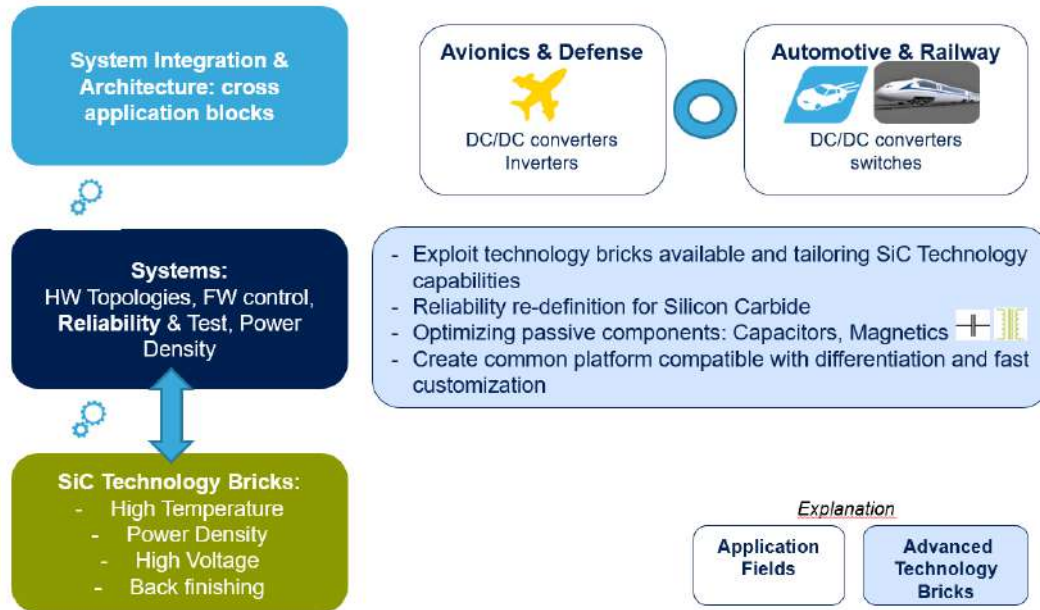 System Integration &
Architecture: cross
application blocks
Avionics & Defense
DC/DC converters
Inverters
Automotive & Railway
DC/DC converters
switches
Systems:
HW Topologies, FW control,
Reliability & Test, Power
Density
- Exploit technology bricks available and tailoring SiC Technology
capabilities
- Reliability re-definition for Silicon Carbide
- Optimizing passive components: Capacitors, Magnetics
- Create common platform compatible with differentiation and fast
customization
SiC Technology Bricks:
- High Temperature
- Power Density
- High Voltage
- Back finishing
Explanation
Application
Fields
Advanced
Technology
Bricks